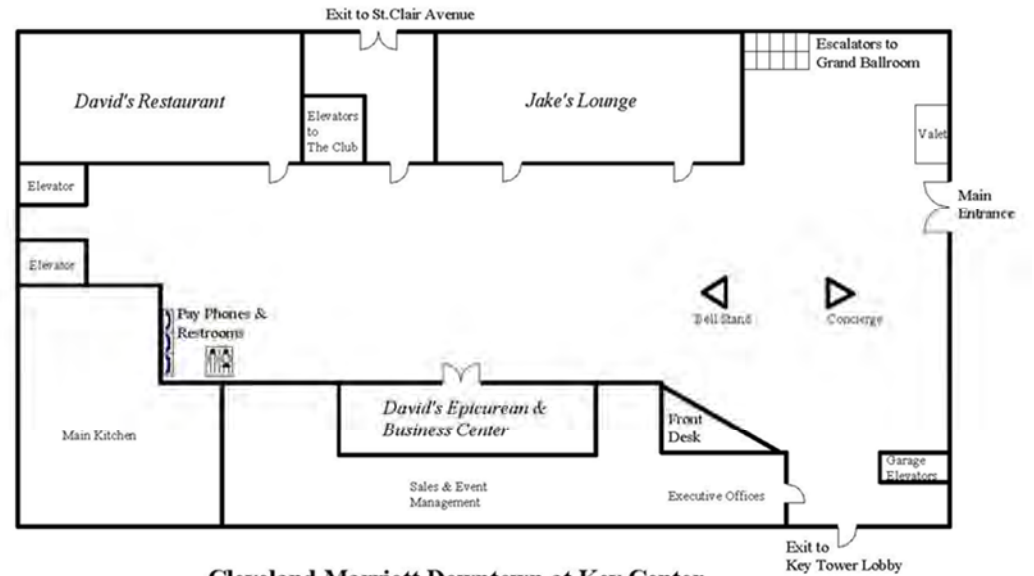 Exit to St.Clair Avenue
Escalators to
Grand Ballroom
David's Restaurant
Jake's Lounge
Elevators
to
The Club
Valet
Elevator
Main
Entrance
Elevator
Pay Phones &
Restrooms
Bell Stand
Concierge
David's Epicurean &
Business Center
Front
Desk
Main Kitchen
Garage
Elevators
Sales & Event
Management
Executive Offices
Exit to
Key Tower Lobby
Cleveland Marriott Downtown at Key Center